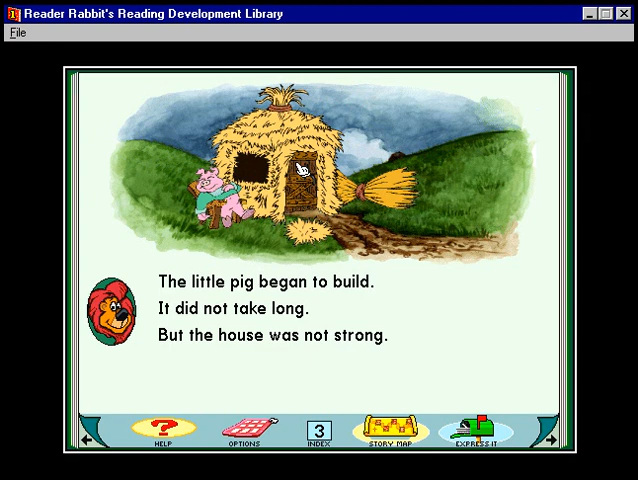 Reader Rabbit's Reading Development Library
File
The little pig began to build.
It did not take long.
But the house was not strong.
3
HELP
OPTIONS
INDEX
STORY MAP
EXPRESS IT